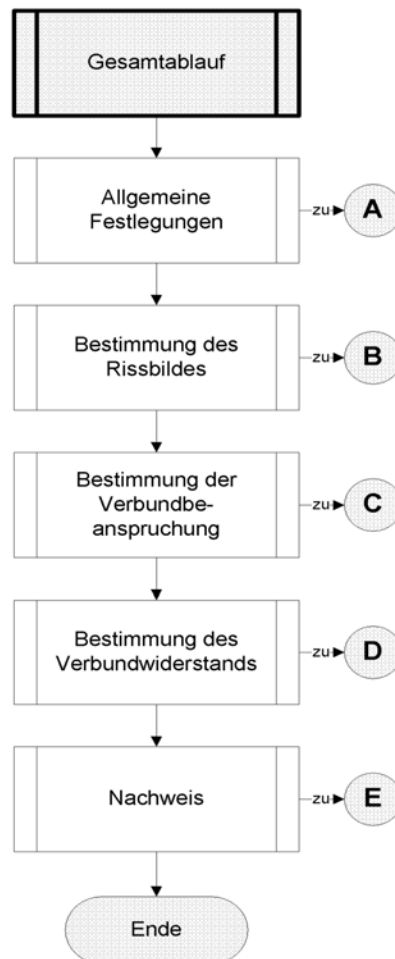 Gesamtablauf
Allgemeine
Festlegungen
zu
A
Bestimmung des
Rissbildes
zu
B
Bestimmung der
Verbundbe-
anspruchung
zu
C
Bestimmung des
Verbundwiderstands
zu
D
Nachweis
zu
E
Ende